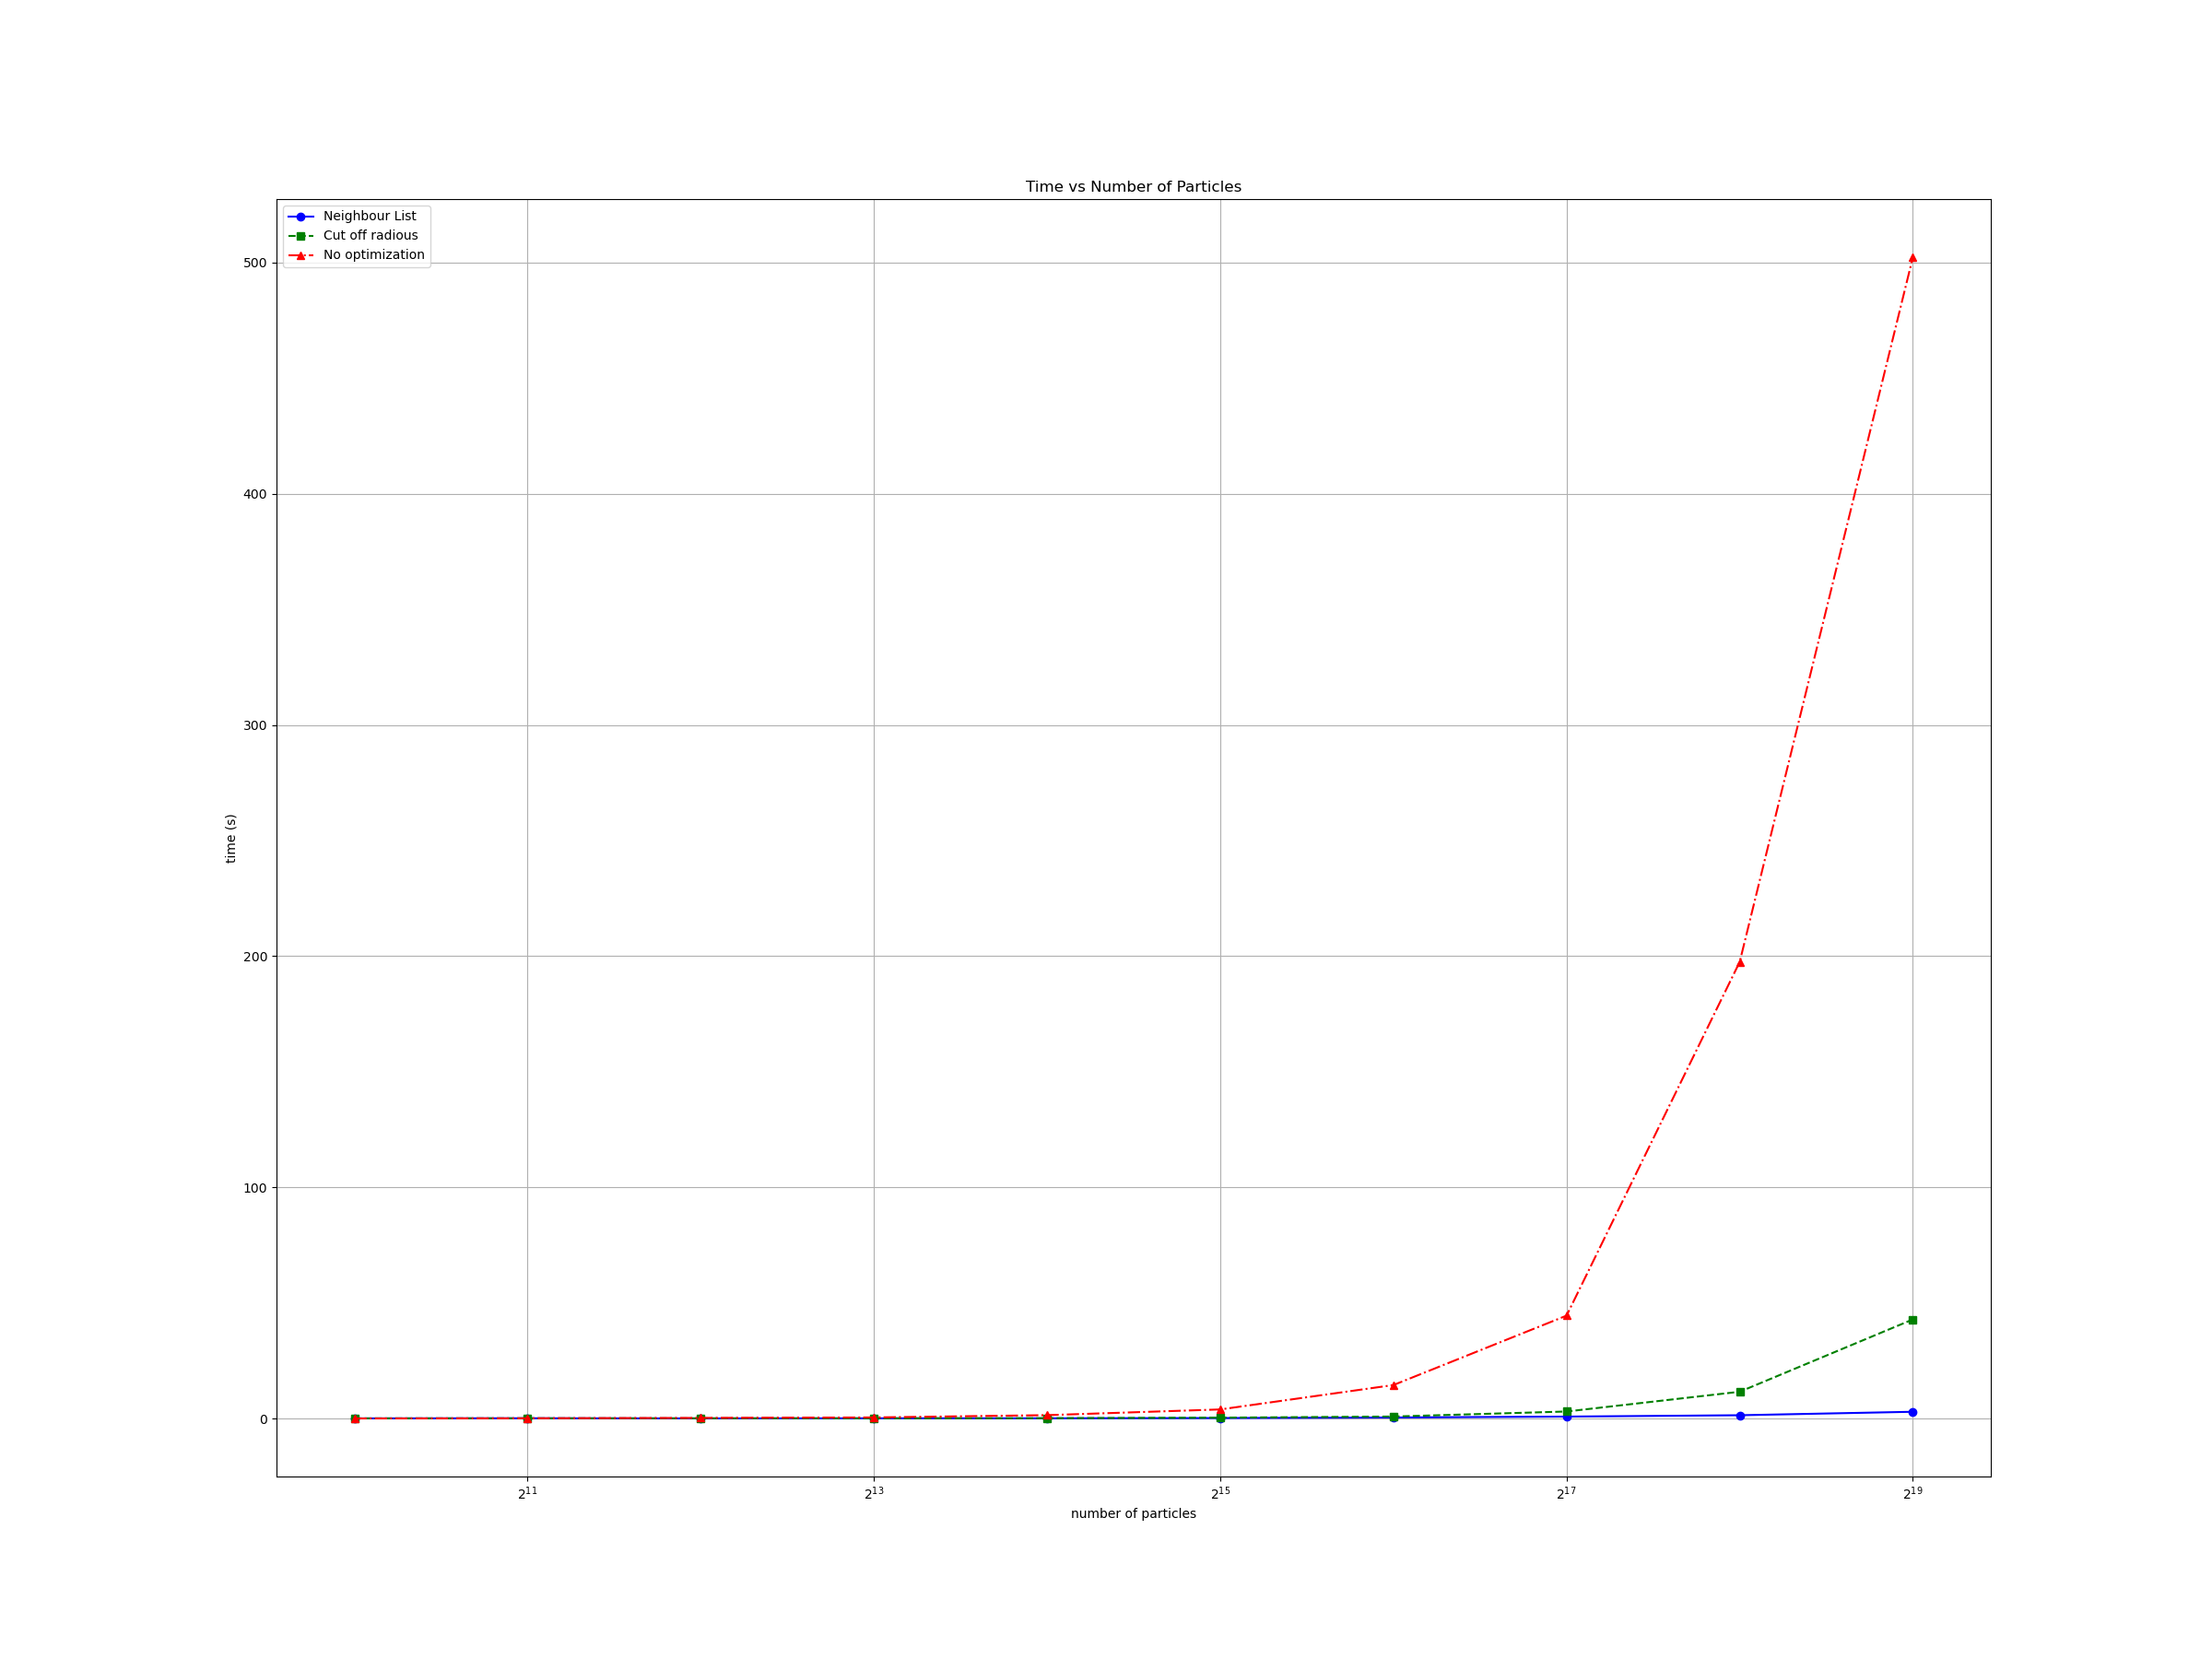 Time vs Number of Particles
Neighbour List
Cut off radious
No optimization
500
400
300
200
100
0
time (s)
2^11 2^13 2^15 2^17 2^19
number of particles